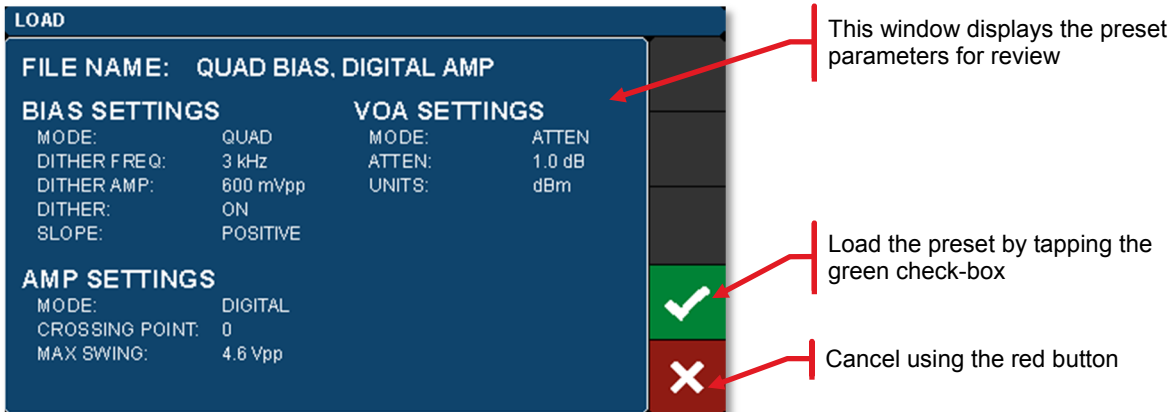 LOAD
FILE NAME: QUAD BIAS, DIGITAL AMP
BIAS SETTINGS
MODE: QUAD
DITHER FREQ: 3 kHz
DITHER AMP: 600 mVpp
DITHER: ON
SLOPE: POSITIVE
VOA SETTINGS
MODE: ATTEN
ATTEN: 1.0 dB
UNITS: dBm
AMP SETTINGS
MODE: DIGITAL
CROSSING POINT: 0
MAX SWING: 4.6 Vpp
This window displays the preset
parameters for review
Load the preset by tapping the
green check-box
Cancel using the red button